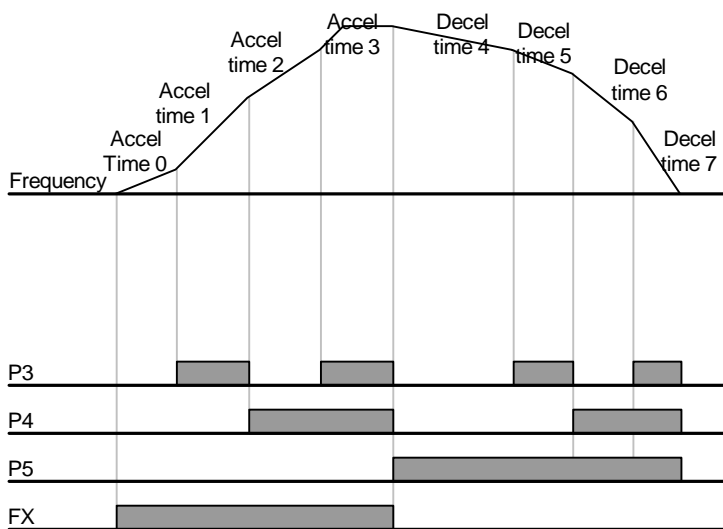 Accel
time 3
Decel
time 4
Decel
time 5
Accel
time 2
Decel
time 6
Accel
time 1
Accel
Time 0
Decel
time 7
Frequency
P3
P4
P5
FX